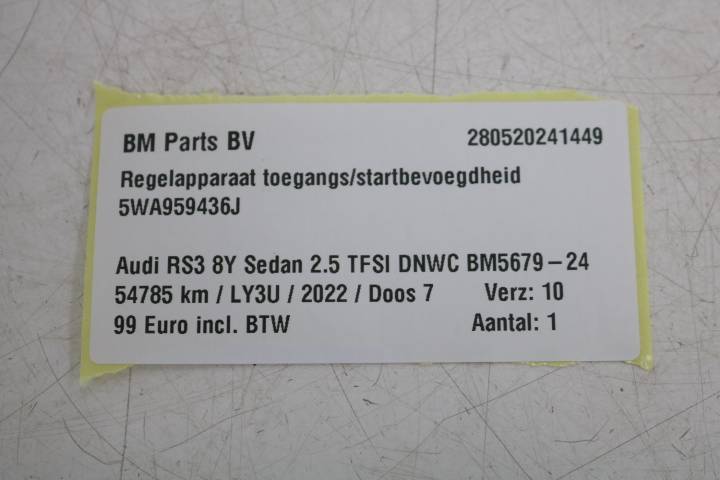 BM Parts BV 280520241449
Regelapparaat toegangs/startbevoegdheid
5WA959436J
Audi RS3 8Y Sedan 2.5 TFSI DNWC BM5679-24
54785 km / LY3U / 2022 / Doos 7 Verz: 10
99 Euro incl. BTW Aantal: 1